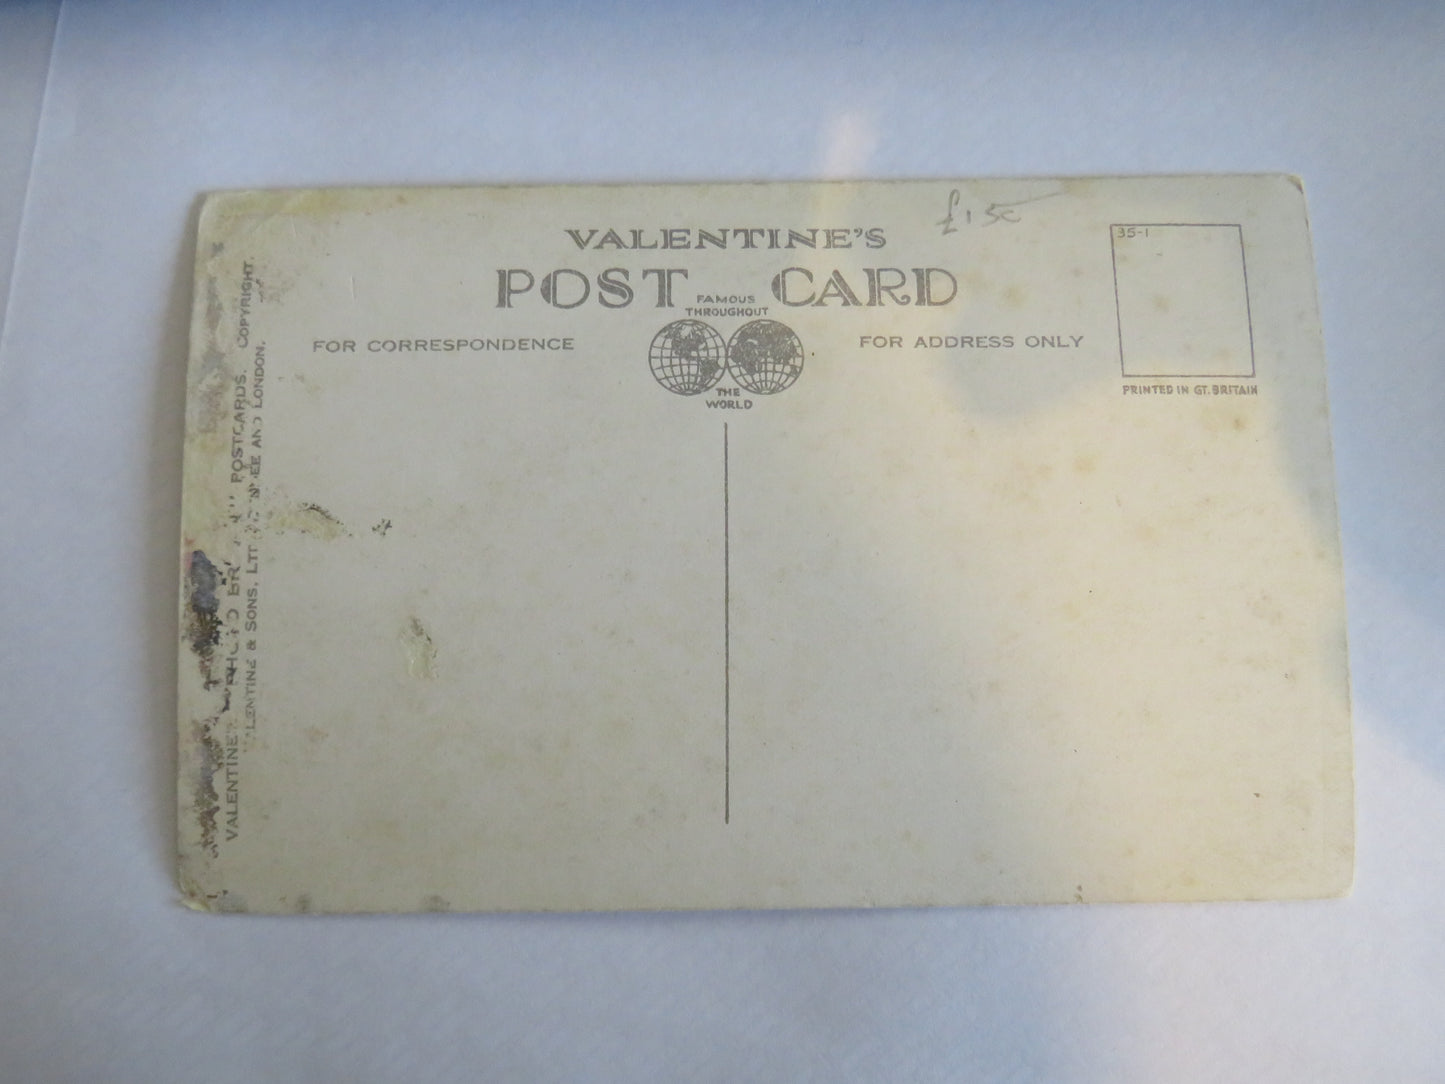 VALENTINE'S
POST CARD
FAMOUS
THROUGHOUT
THE
WORLD
FOR CORRESPONDENCE
FOR ADDRESS ONLY
£1 50
35-1
PRINTED IN GT. BRITAIN
VALENTINE'S PHOTO POSTCARDS. COPYRIGHT.
& SONS, AND LONDON.